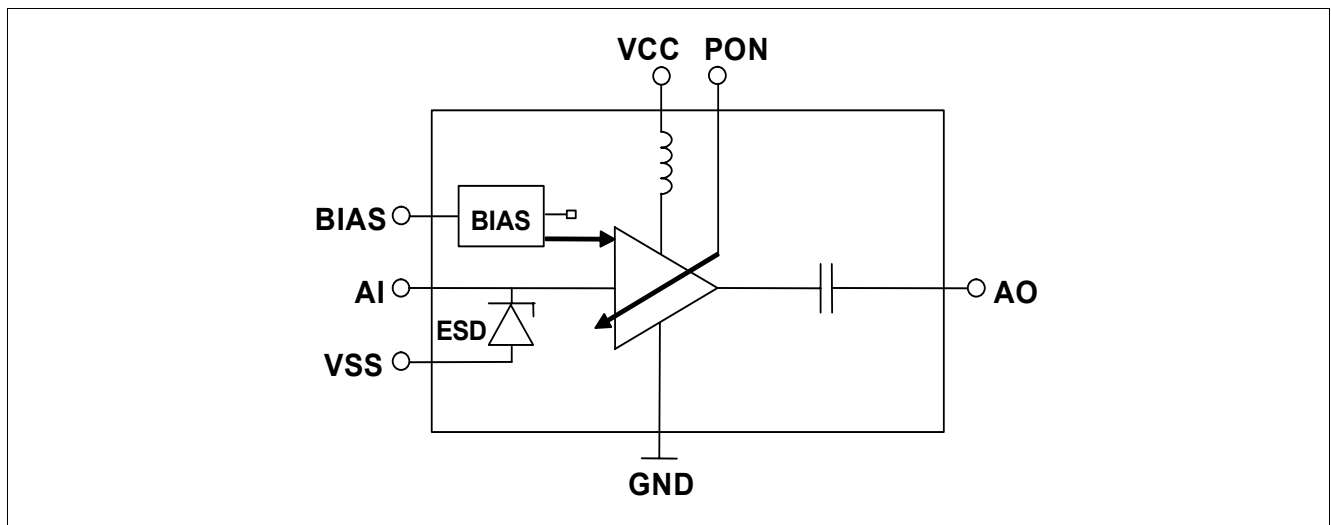 VCC PON
BIAS
BIAS
AI
ESD
VSS
AO
GND